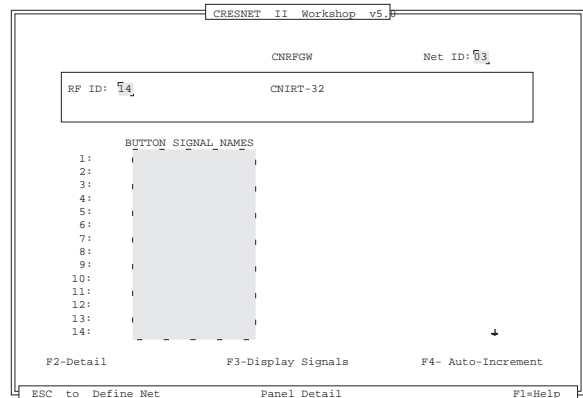 CRESNET II Workshop v5.0
CNRFGW Net ID: 03
RF ID: 14 CNIRT-32
BUTTON SIGNAL NAMES
1:
2:
3:
4:
5:
6:
7:
8:
9:
10:
11:
12:
13:
14:
F2-Detail F3-Display Signals F4- Auto-Increment
ESC to Define Net Panel Detail F1=Help